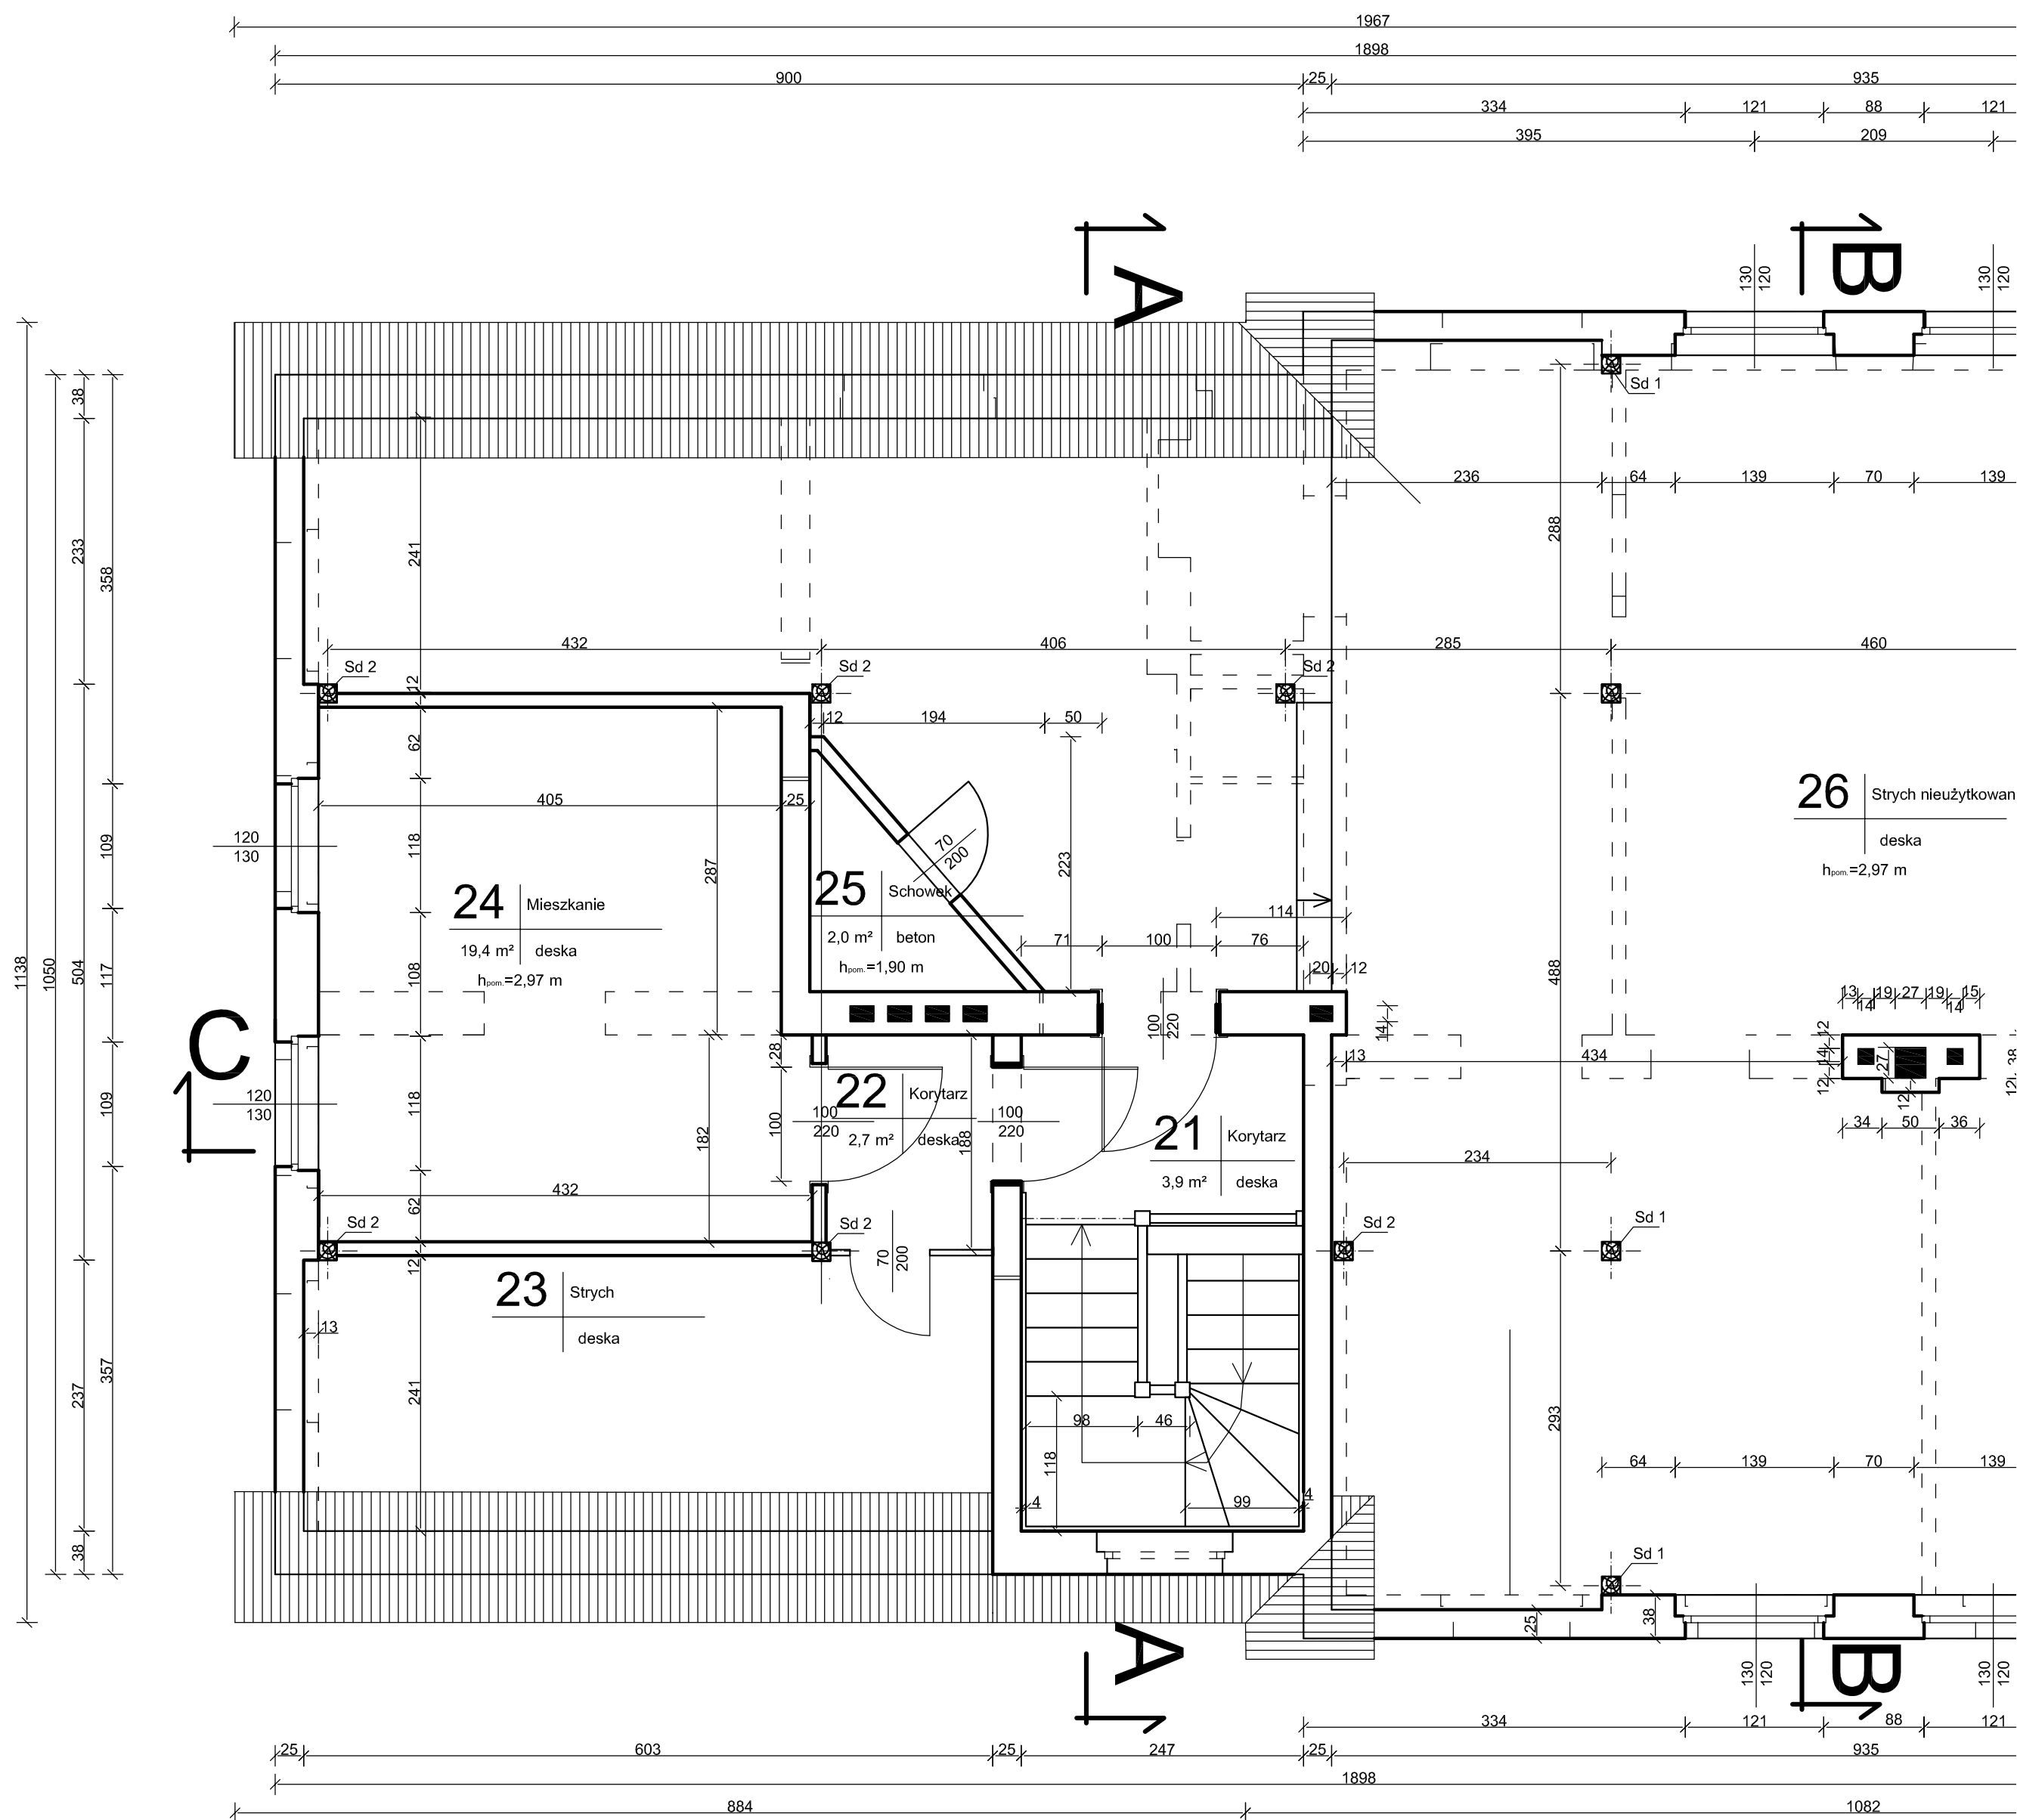 1967
1898
900 25 935
334 121 88 121
395 209
1 A
1 B
130 120
130 120
Sd 1
38
241
236 64 139 70 139
233
358
288
432 406 285 460
Sd 2 Sd 2 Sd 2
12
12 194 50
62
405 25
120
130
109
118
287
70
200
223
26 Strych nieużytkowan
deska
hpom.=2,97 m
24 Mieszkanie
19,4 m² deska
hpom.=2,97 m
25 Schowek
2,0 m² beton
hpom.=1,90 m
114
71 100 76
20 12
1138
1050
504
117
108
488
13 19 27 19 15
14 14
100
220
14
12
14
12
27
12
38
12
C
1
28
13 434
120
130
109
118
182
100
100
220
22 Korytarz
2,7 m² deska
188
100
220
21 Korytarz
3,9 m² deska
34 50 36
234
432
62
Sd 2 Sd 2 Sd 2 Sd 1
70
200
12
23 Strych
deska
13
237
357
241
293
98 46
118
4 99 4
64 139 70 139
38
Sd 1
25
38
A
1
B
1
130 120
130 120
334 121 88 121
25 603 25 247 25 935
1898
884 1082